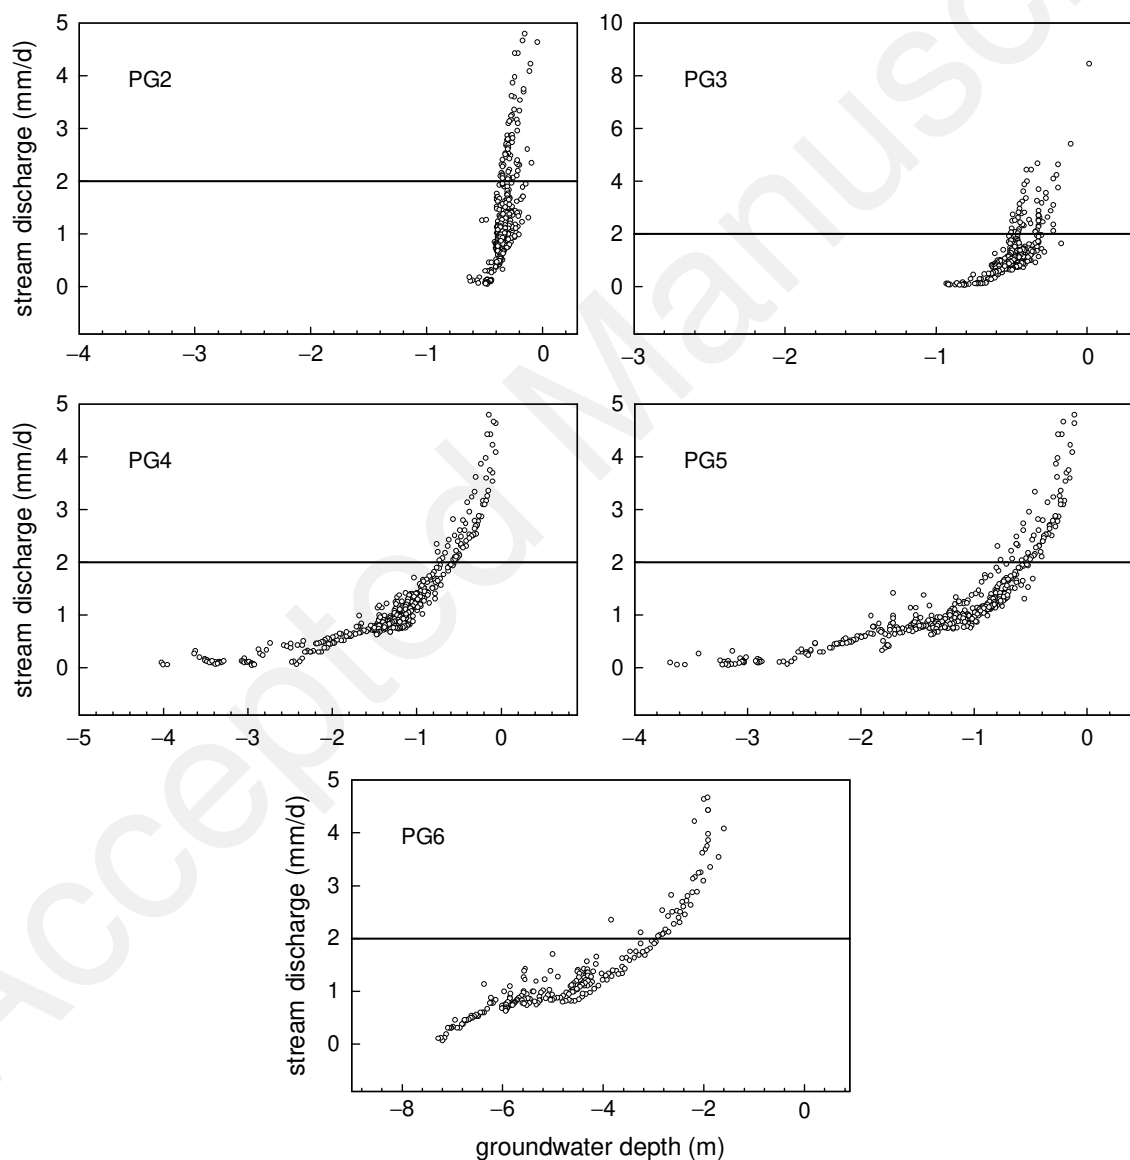 Accepted Manuscri
5
4
3
2
1
0
stream discharge (mm/d)
PG2
−4 −3 −2 −1 0
10
8
6
4
2
0
PG3
−3 −2 −1 0
5
4
3
2
1
0
stream discharge (mm/d)
PG4
−5 −4 −3 −2 −1 0
5
4
3
2
1
0
PG5
−4 −3 −2 −1 0
5
4
3
2
1
0
stream discharge (mm/d)
PG6
−8 −6 −4 −2 0
groundwater depth (m)